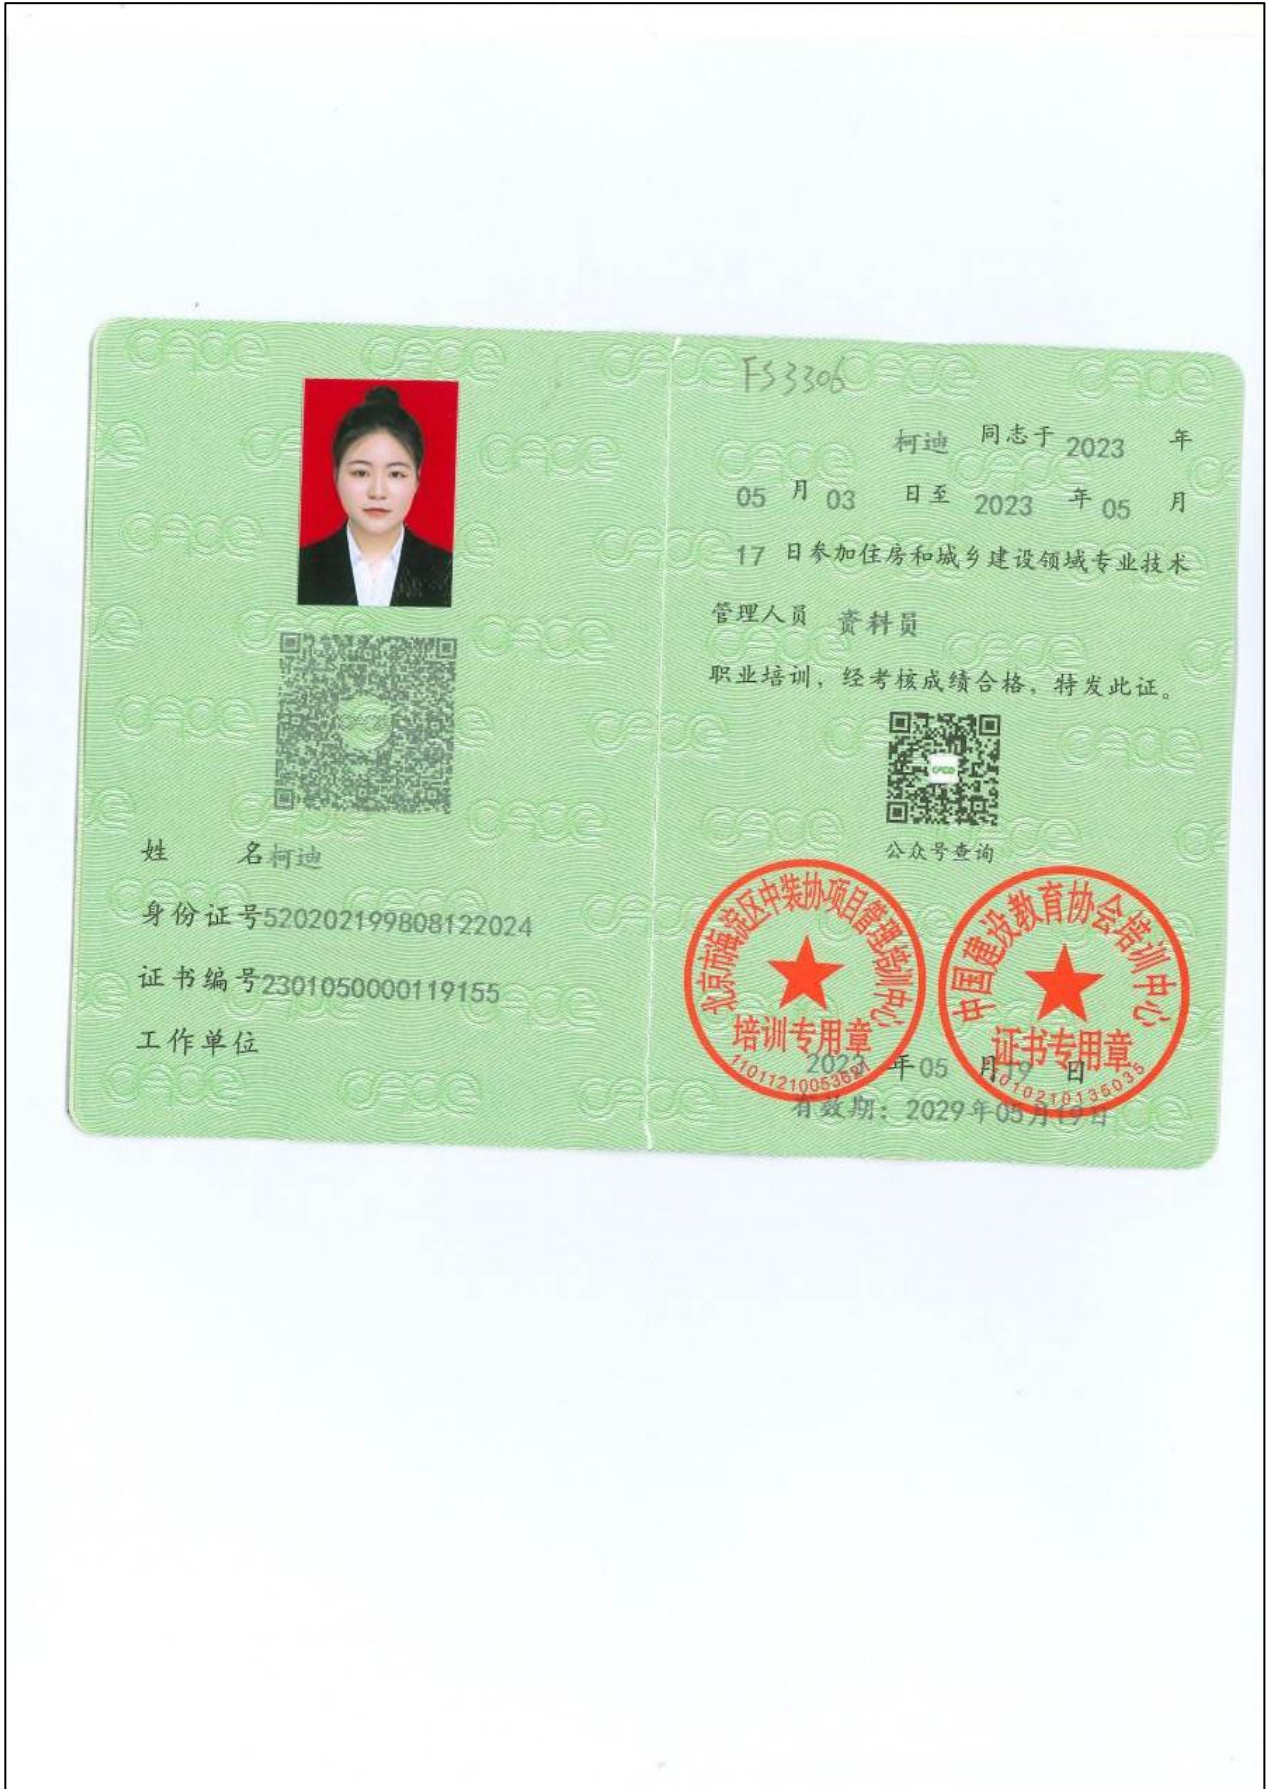 姓 名柯迪
身份证号520202199808122024
证书编号2301050000119155
工作单位
FS3306
柯迪 同志于 2023 年
05 月 03 日至 2023 年 05 月
17 日参加住房和城乡建设领域专业技术
管理人员 资料员
职业培训，经考核成绩合格，特发此证。
公众号查询
北京市海淀区中装协项目管理培训中心
培训专用章
中国建设教育协会培训中心
证书专用章
2023 年 05 月 19 日
有效期：2029年05月19日